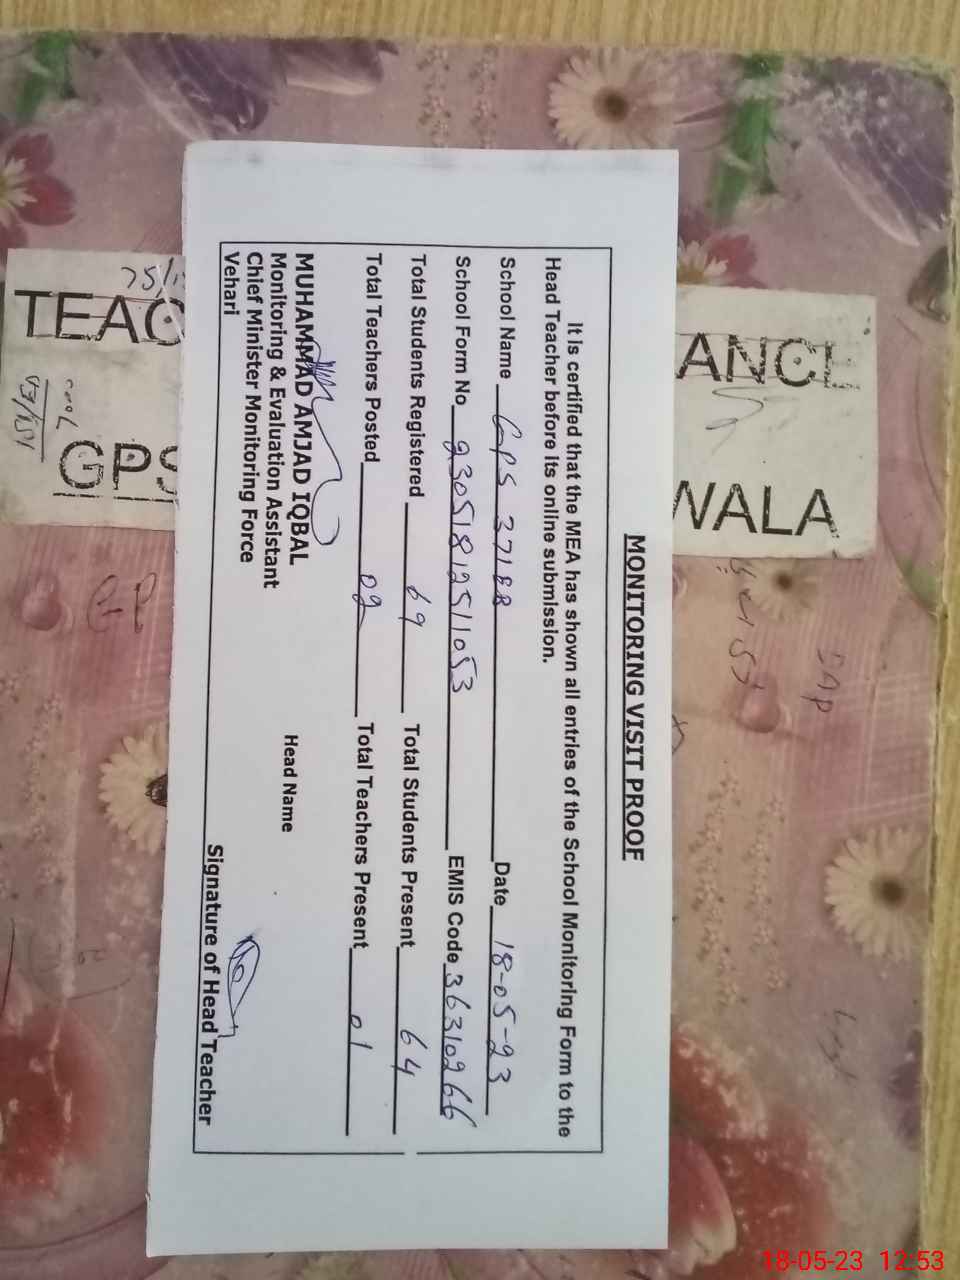 MONITORING VISIT PROOF
It is certified that the MEA has shown all entries of the School Monitoring Form to the
Head Teacher before its online submission.
School Name GPS 37188 Date 18-05-23
School Form No 23051812511053 EMIS Code 36310266
Total Students Registered 69 Total Students Present 64
Total Teachers Posted 02 Total Teachers Present 01
MUHAMMAD AMJAD IQBAL
Monitoring & Evaluation Assistant
Chief Minister Monitoring Force
Vehari
Head Name
Signature of Head Teacher
TEAC
ANCE
GPS
WALA
18-05-23 12:53